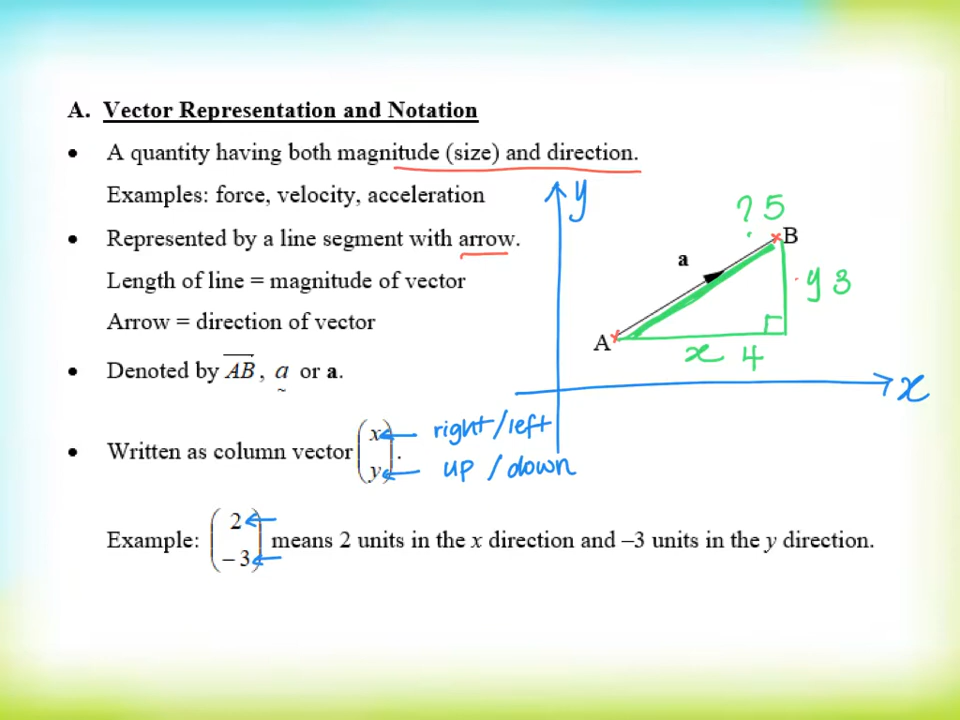 A. Vector Representation and Notation
• A quantity having both magnitude (size) and direction.
Examples: force, velocity, acceleration
y
? 5
• Represented by a line segment with arrow.
B
a
Length of line = magnitude of vector
y 3
Arrow = direction of vector
A
x 4
• Denoted by \overline{AB}, a̰ or a.
x
• Written as column vector (x y).
right/left
up/down
Example: (2 –3) means 2 units in the x direction and –3 units in the y direction.